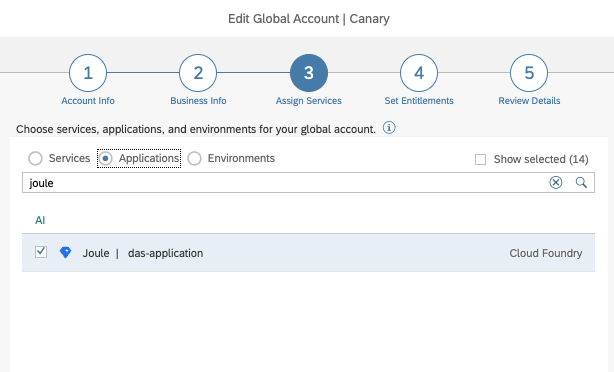 Edit Global Account | Canary
1 2 3 4 5
Account Info Business Info Assign Services Set Entitlements Review Details
Choose services, applications, and environments for your global account.
Services Applications Environments Show selected (14)
joule
AI
Joule | das-application Cloud Foundry